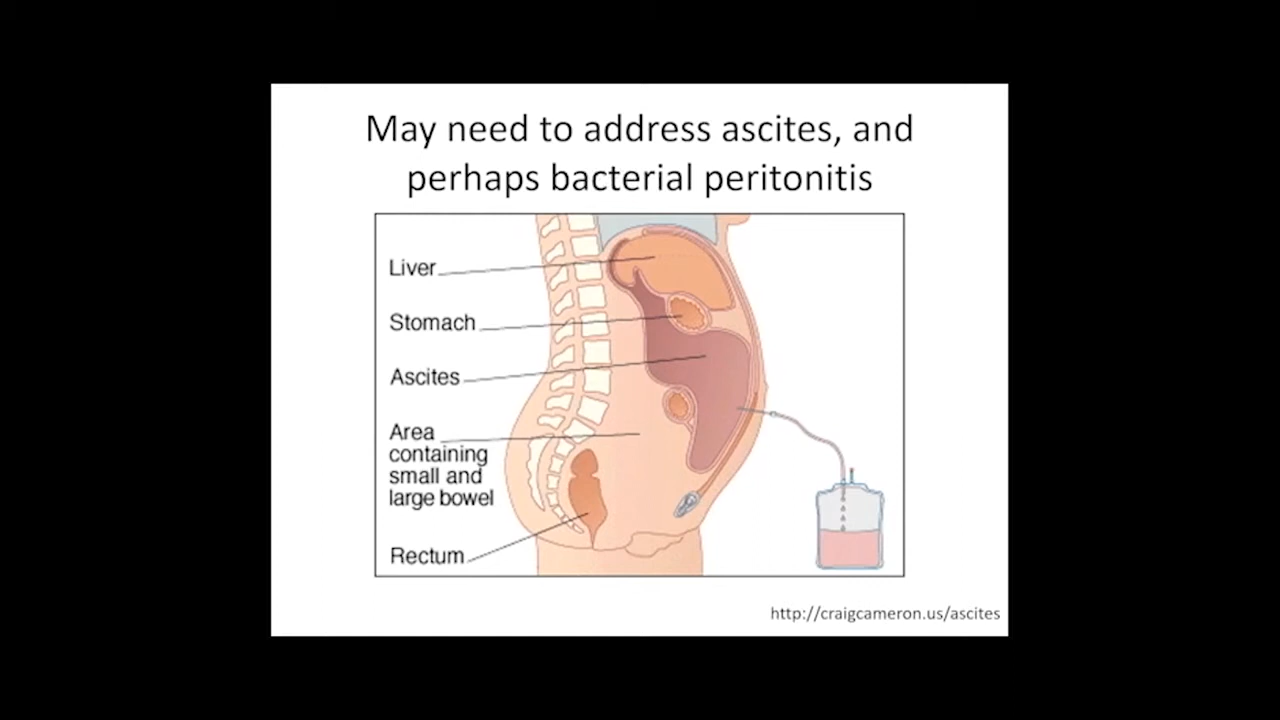 May need to address ascites, and
perhaps bacterial peritonitis
Liver
Stomach
Ascites
Area
containing
small and
large bowel
Rectum
http://craigcameron.us/ascites